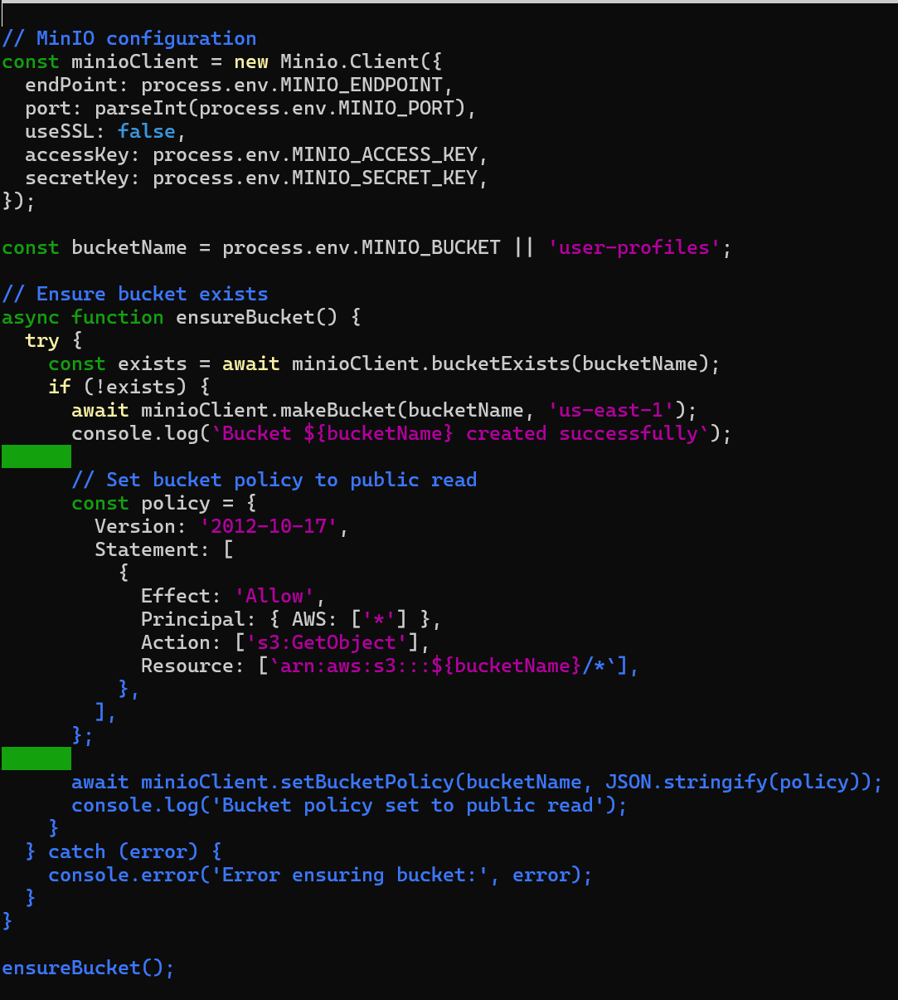 // MinIO configuration
const minioClient = new Minio.Client({
  endPoint: process.env.MINIO_ENDPOINT,
  port: parseInt(process.env.MINIO_PORT),
  useSSL: false,
  accessKey: process.env.MINIO_ACCESS_KEY,
  secretKey: process.env.MINIO_SECRET_KEY,
});

const bucketName = process.env.MINIO_BUCKET || 'user-profiles';

// Ensure bucket exists
async function ensureBucket() {
  try {
    const exists = await minioClient.bucketExists(bucketName);
    if (!exists) {
      await minioClient.makeBucket(bucketName, 'us-east-1');
      console.log(`Bucket ${bucketName} created successfully`);

      // Set bucket policy to public read
      const policy = {
        Version: '2012-10-17',
        Statement: [
          {
            Effect: 'Allow',
            Principal: { AWS: ['*'] },
            Action: ['s3:GetObject'],
            Resource: [`arn:aws:s3:::${bucketName}/*`],
          },
        ],
      };

      await minioClient.setBucketPolicy(bucketName, JSON.stringify(policy));
      console.log('Bucket policy set to public read');
    }
  } catch (error) {
    console.error('Error ensuring bucket:', error);
  }
}

ensureBucket();